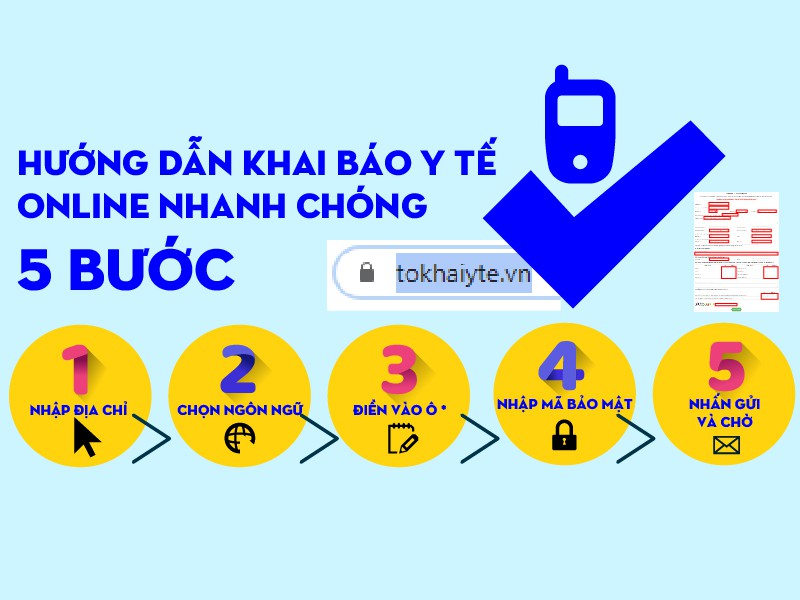 HƯỚNG DẪN KHAI BÁO Y TẾ
ONLINE NHANH CHÓNG
5 BƯỚC
tokhaiyte.vn
1
NHẬP ĐỊA CHỈ
2
CHỌN NGÔN NGỮ
3
ĐIỀN VÀO Ô *
4
NHẬP MÃ BẢO MẬT
5
NHẤN GỬI
VÀ CHỜ